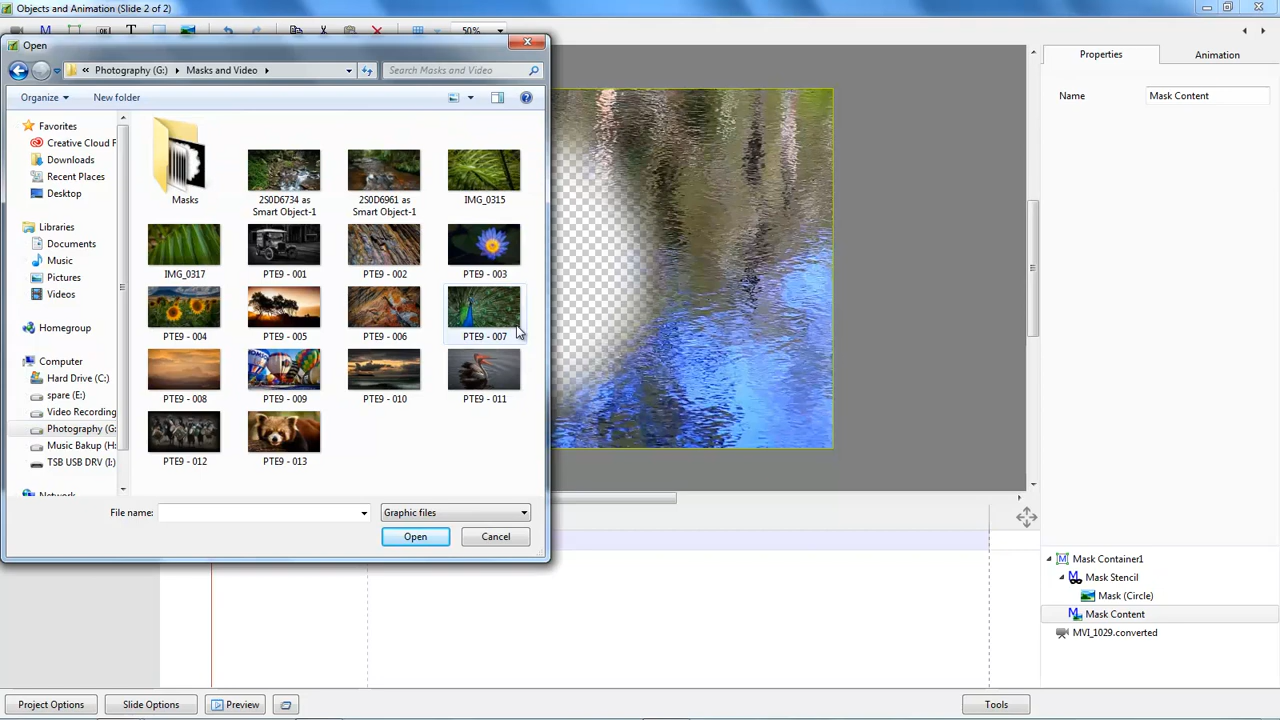 Objects and Animation (Slide 2 of 2)
50%
Open
« Photography (G:) ▸ Masks and Video ▸
Search Masks and Video
Organize
New folder
Favorites
Creative Cloud F
Downloads
Recent Places
Desktop
Libraries
Documents
Music
Pictures
Videos
Homegroup
Computer
Hard Drive (C:)
spare (E:)
Video Recording
Photography (G:
Music Bakup (H:
TSB USB DRV (I:)
Network
Masks
2S0D6734 as
Smart Object-1
2S0D6961 as
Smart Object-1
IMG_0315
IMG_0317
PTE9 - 001
PTE9 - 002
PTE9 - 003
PTE9 - 004
PTE9 - 005
PTE9 - 006
PTE9 - 007
PTE9 - 008
PTE9 - 009
PTE9 - 010
PTE9 - 011
PTE9 - 012
PTE9 - 013
File name:
Graphic files
Open
Cancel
Properties
Animation
Name
Mask Content
Mask Container1
Mask Stencil
Mask (Circle)
Mask Content
MVI_1029.converted
Project Options
Slide Options
Preview
Tools